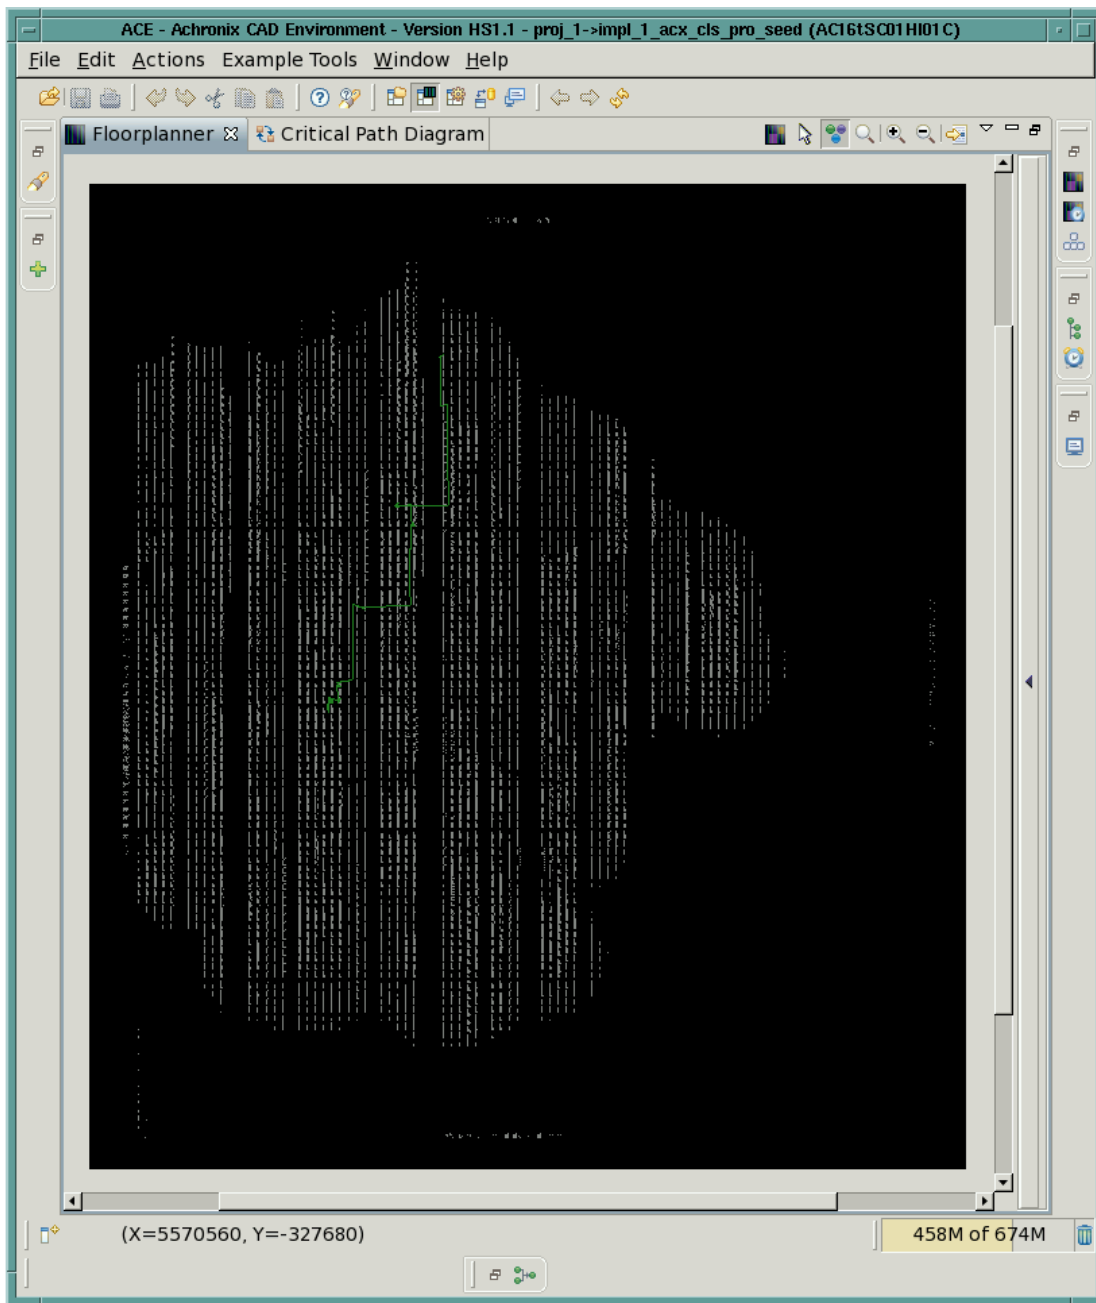 ACE - Achronix CAD Environment - Version HS1.1 - proj_1->impl_1_acx_cls_pro_seed (AC16tSC01HI01C)
File Edit Actions Example Tools Window Help
Floorplanner Critical Path Diagram
(X=5570560, Y=-327680)
458M of 674M